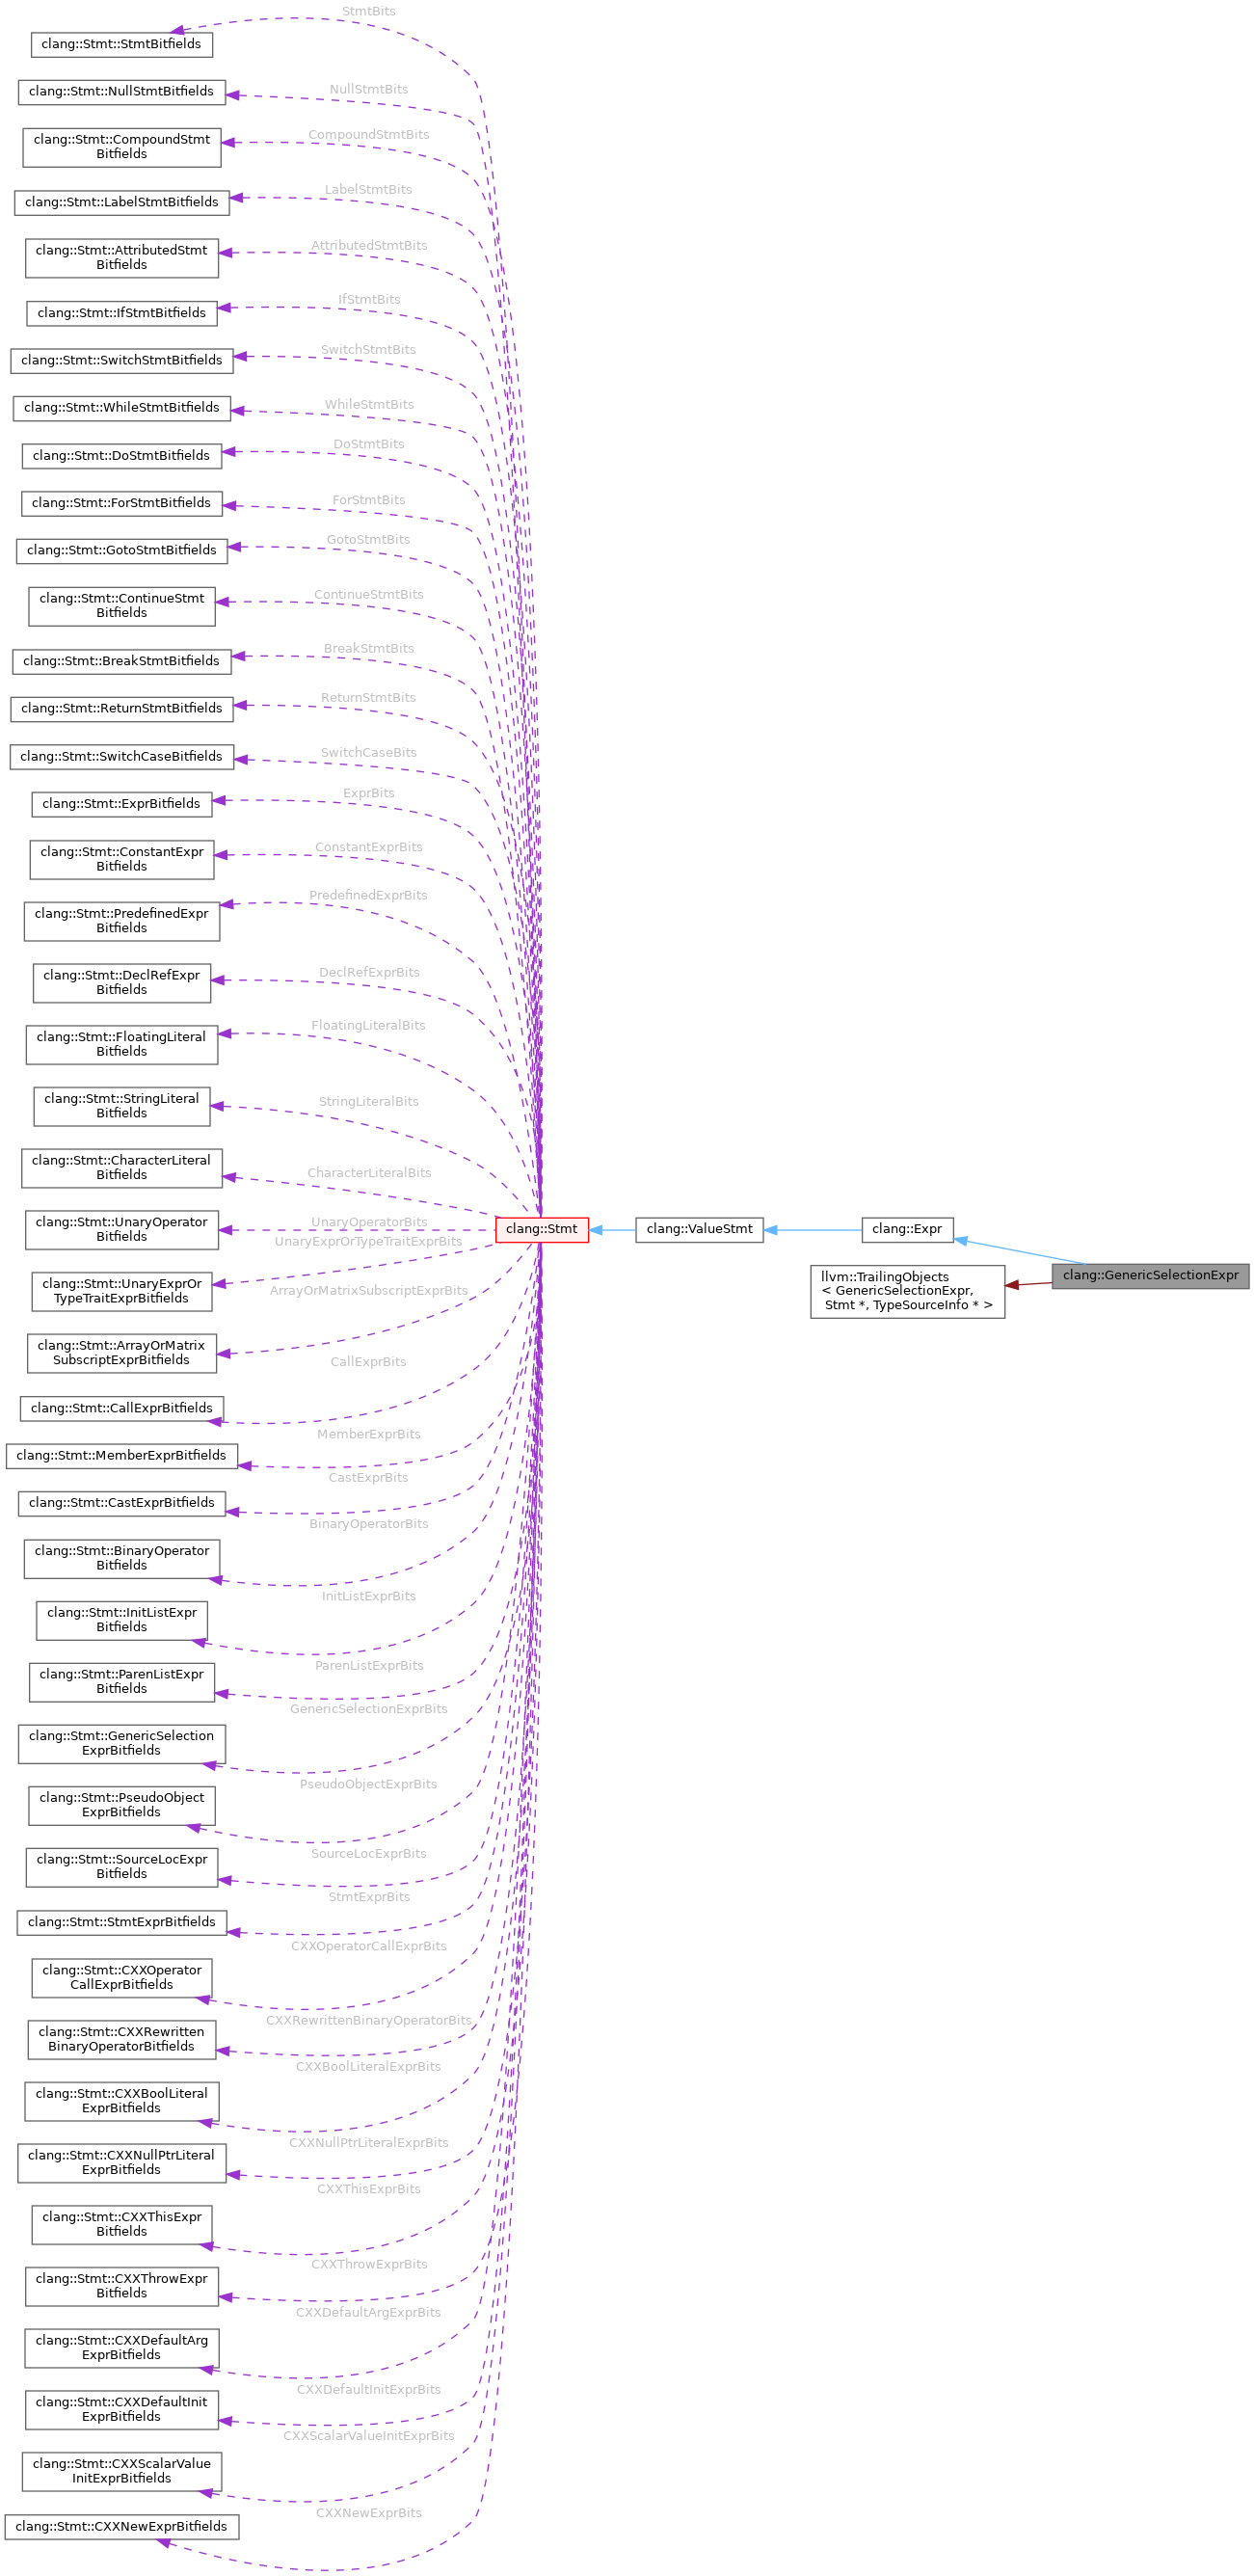 StmtBits
clang::Stmt::StmtBitfields
NullStmtBits
clang::Stmt::NullStmtBitfields
CompoundStmtBits
clang::Stmt::CompoundStmt
Bitfields
LabelStmtBits
clang::Stmt::LabelStmtBitfields
AttributedStmtBits
clang::Stmt::AttributedStmt
Bitfields
IfStmtBits
clang::Stmt::IfStmtBitfields
SwitchStmtBits
clang::Stmt::SwitchStmtBitfields
WhileStmtBits
clang::Stmt::WhileStmtBitfields
DoStmtBits
clang::Stmt::DoStmtBitfields
ForStmtBits
clang::Stmt::ForStmtBitfields
GotoStmtBits
clang::Stmt::GotoStmtBitfields
ContinueStmtBits
clang::Stmt::ContinueStmt
Bitfields
BreakStmtBits
clang::Stmt::BreakStmtBitfields
ReturnStmtBits
clang::Stmt::ReturnStmtBitfields
SwitchCaseBits
clang::Stmt::SwitchCaseBitfields
ExprBits
clang::Stmt::ExprBitfields
ConstantExprBits
clang::Stmt::ConstantExpr
Bitfields
PredefinedExprBits
clang::Stmt::PredefinedExpr
Bitfields
DeclRefExprBits
clang::Stmt::DeclRefExpr
Bitfields
FloatingLiteralBits
clang::Stmt::FloatingLiteral
Bitfields
StringLiteralBits
clang::Stmt::StringLiteral
Bitfields
CharacterLiteralBits
clang::Stmt::CharacterLiteral
Bitfields
UnaryOperatorBits
clang::Stmt::UnaryOperator
Bitfields
clang::Stmt
clang::ValueStmt
clang::Expr
UnaryExprOrTypeTraitExprBits
clang::Stmt::UnaryExprOr
TypeTraitExprBitfields
llvm::TrailingObjects
< GenericSelectionExpr,
Stmt *, TypeSourceInfo * >
clang::GenericSelectionExpr
ArrayOrMatrixSubscriptExprBits
clang::Stmt::ArrayOrMatrix
SubscriptExprBitfields
CallExprBits
clang::Stmt::CallExprBitfields
MemberExprBits
clang::Stmt::MemberExprBitfields
CastExprBits
clang::Stmt::CastExprBitfields
BinaryOperatorBits
clang::Stmt::BinaryOperator
Bitfields
InitListExprBits
clang::Stmt::InitListExpr
Bitfields
ParenListExprBits
clang::Stmt::ParenListExpr
Bitfields
GenericSelectionExprBits
clang::Stmt::GenericSelection
ExprBitfields
PseudoObjectExprBits
clang::Stmt::PseudoObject
ExprBitfields
SourceLocExprBits
clang::Stmt::SourceLocExpr
Bitfields
StmtExprBits
clang::Stmt::StmtExprBitfields
CXXOperatorCallExprBits
clang::Stmt::CXXOperator
CallExprBitfields
CXXRewrittenBinaryOperatorBits
clang::Stmt::CXXRewritten
BinaryOperatorBitfields
CXXBoolLiteralExprBits
clang::Stmt::CXXBoolLiteral
ExprBitfields
CXXNullPtrLiteralExprBits
clang::Stmt::CXXNullPtrLiteral
ExprBitfields
CXXThisExprBits
clang::Stmt::CXXThisExpr
Bitfields
CXXThrowExprBits
clang::Stmt::CXXThrowExpr
Bitfields
CXXDefaultArgExprBits
clang::Stmt::CXXDefaultArg
ExprBitfields
CXXDefaultInitExprBits
clang::Stmt::CXXDefaultInit
ExprBitfields
CXXScalarValueInitExprBits
clang::Stmt::CXXScalarValue
InitExprBitfields
CXXNewExprBits
clang::Stmt::CXXNewExprBitfields